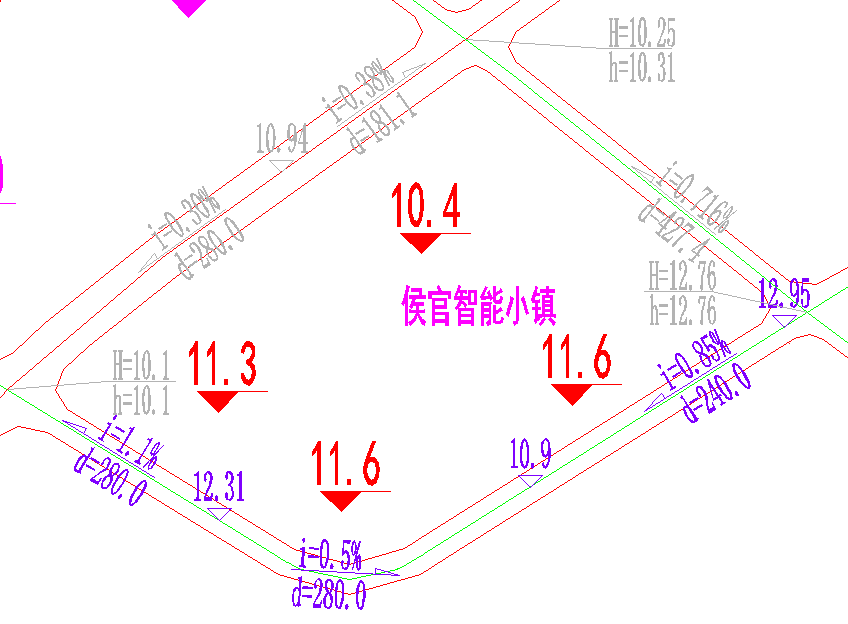 H=10.25
h=10.31
i=0.38%
d=181.1
10.94
i=0.30%
d=280.0
10.4
i=0.716%
d=427.4
H=12.76
h=12.76
12.95
侯官智能小镇
H=10.1
h=10.1
11.3
11.6
i=0.85%
d=240.0
i=1.1%
d=280.0
12.31
11.6
10.9
i=0.5%
d=280.0